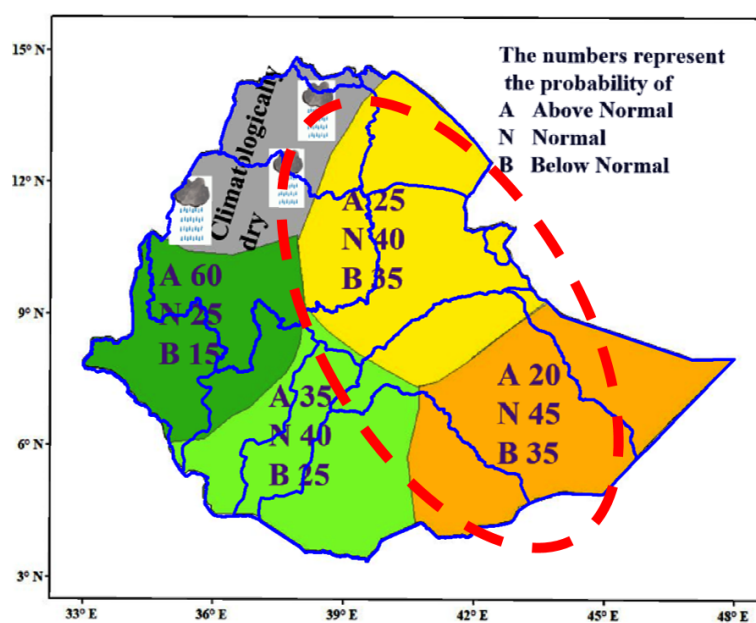 The numbers represent
the probability of
A Above Normal
N Normal
B Below Normal
Climatologically
dry
A 25
N 40
B 35
A 60
N 25
B 15
A 35
N 40
B 25
A 20
N 45
B 35
15° N
12° N
9° N
6° N
3° N
33° E
36° E
39° E
42° E
45° E
48° E